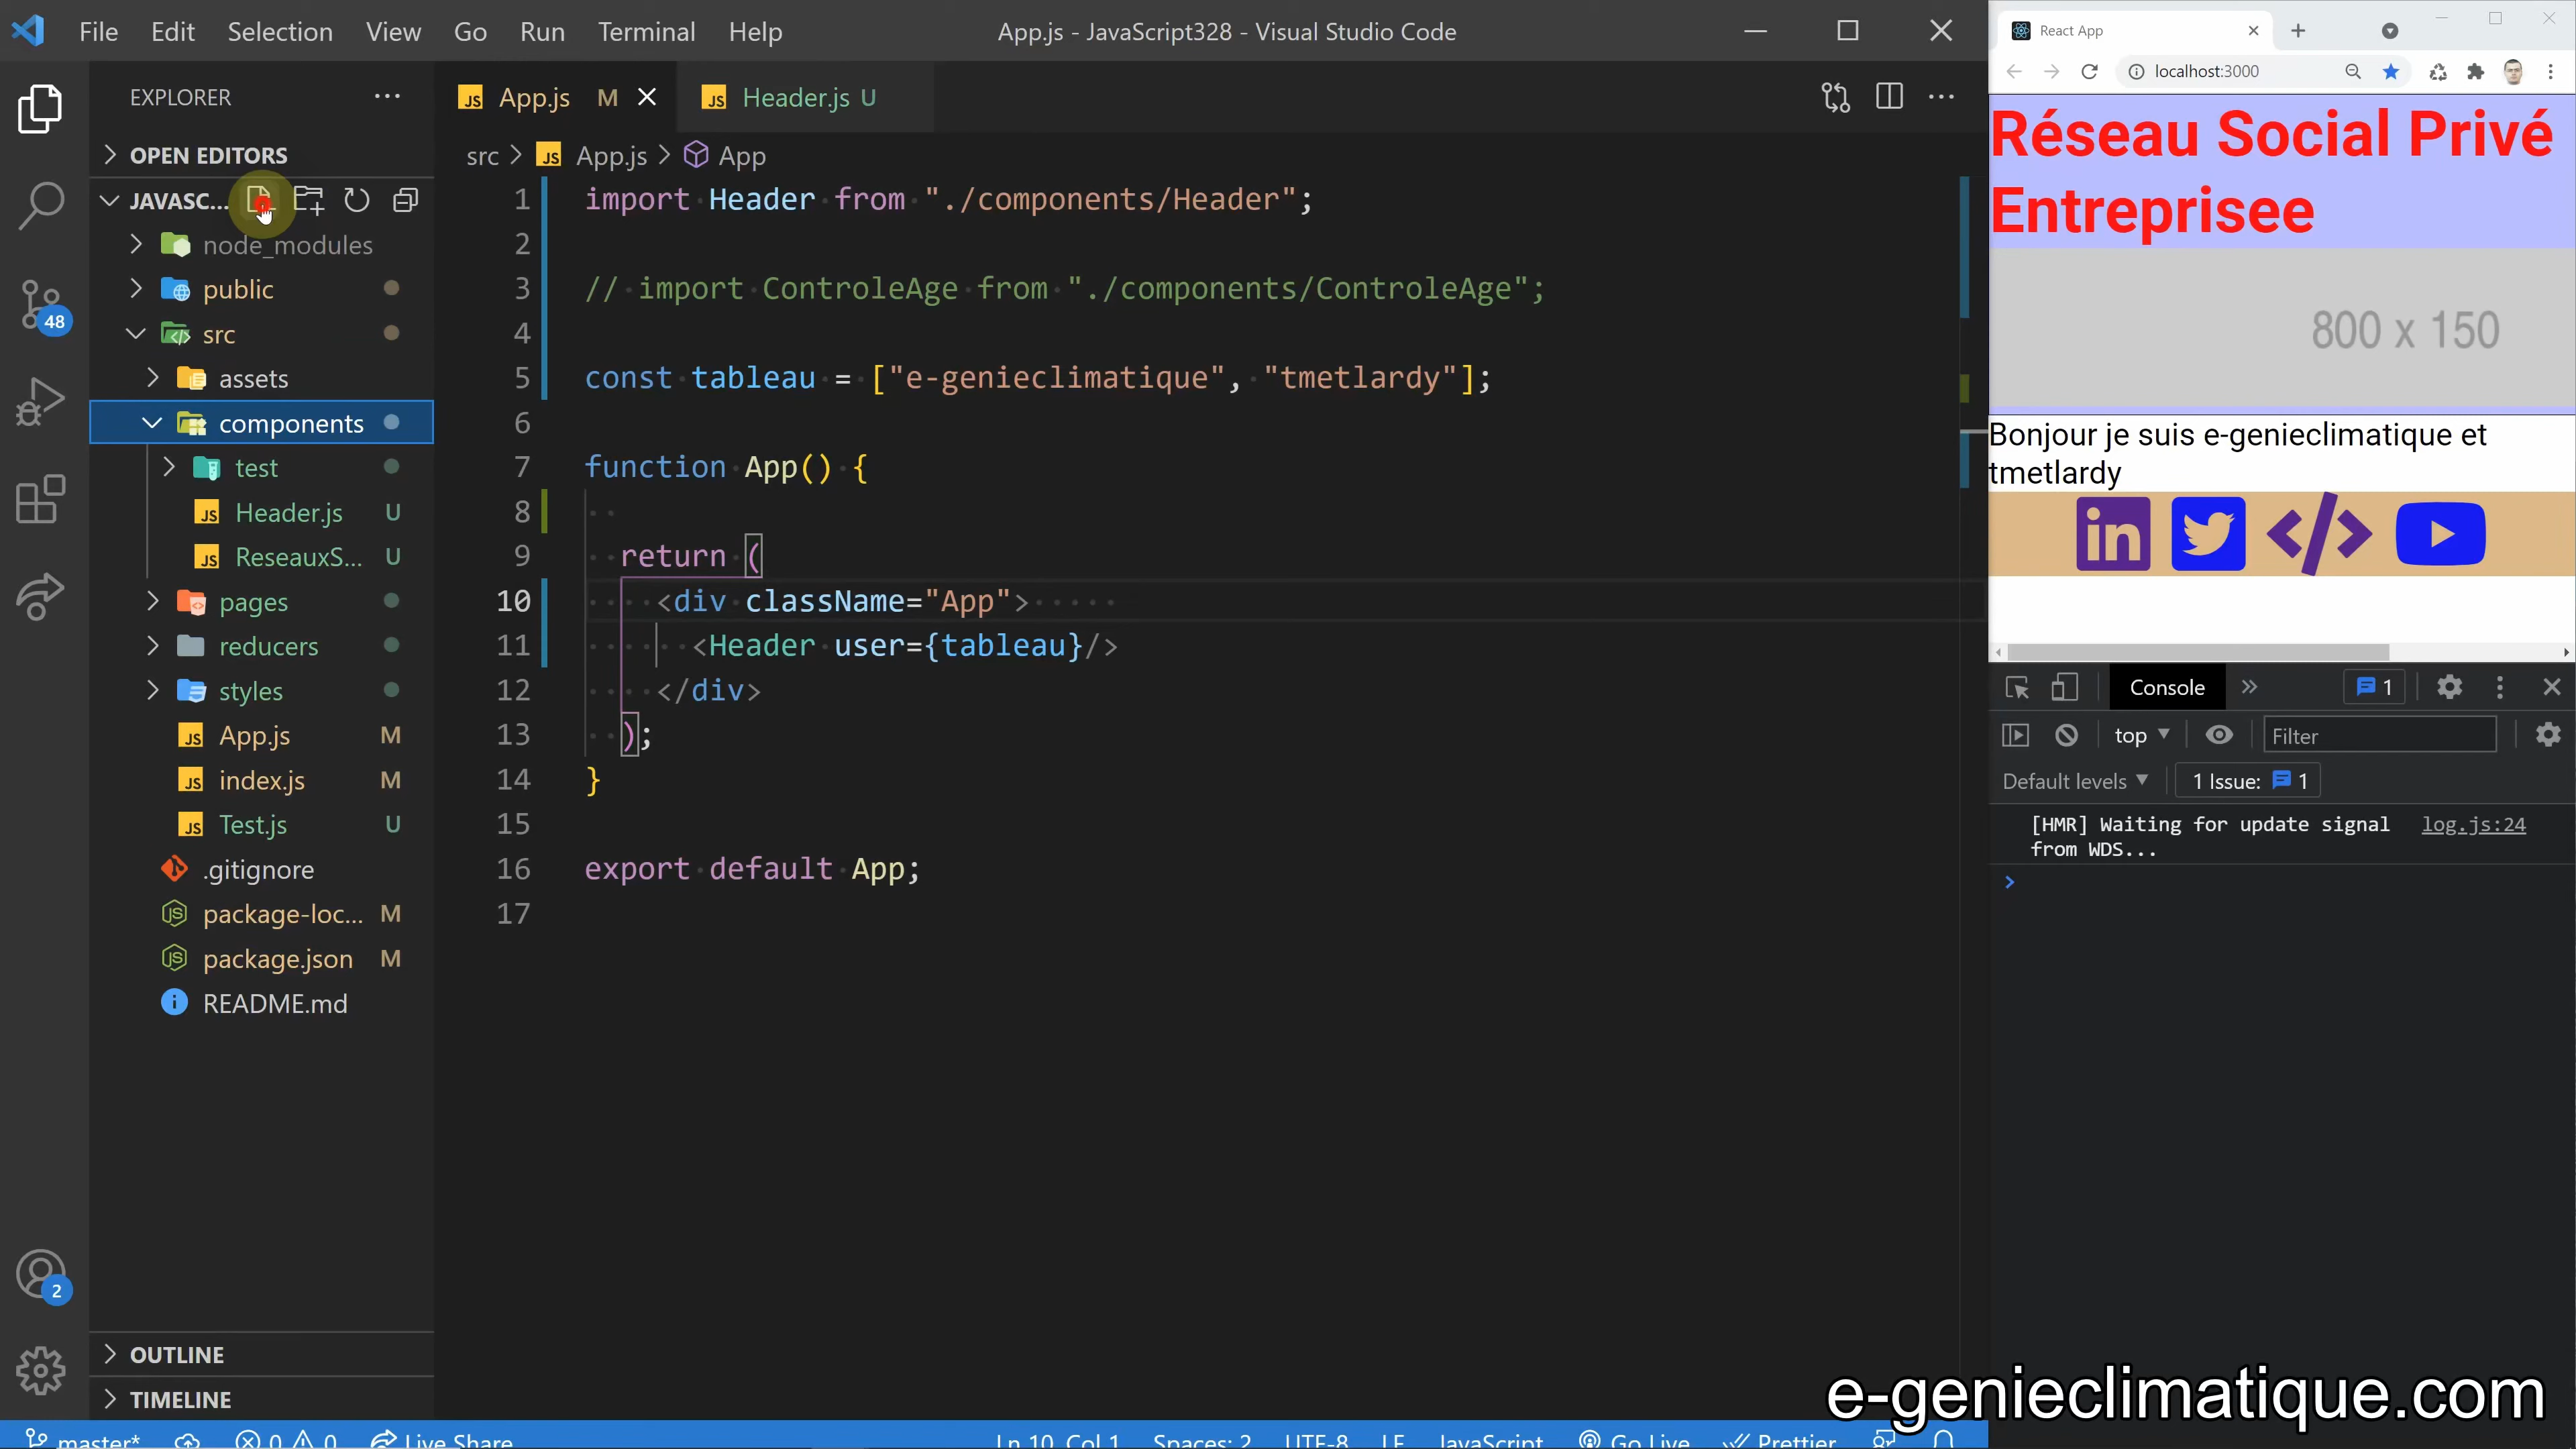 File Edit Selection View Go Run Terminal Help
App.js - JavaScript328 - Visual Studio Code
EXPLORER
OPEN EDITORS
JAVASC...
node_modules
public
src
assets
components
test
Header.js U
ReseauxS... U
pages
reducers
styles
App.js M
index.js M
Test.js U
.gitignore
package-loc... M
package.json M
README.md
OUTLINE
TIMELINE
48
2
App.js M
Header.js U
src > App.js > App
1 import Header from "./components/Header";
2
3 // import ControleAge from "./components/ControleAge";
4
5 const tableau = ["e-genieclimatique", "tmetlardy"];
6
7 function App() {
8
9 return (
10 <div className="App">
11 <Header user={tableau}/>
12 </div>
13 );
14 }
15
16 export default App;
17
master* 0 0 Live Share
Ln 10, Col 1 Spaces: 2 UTF-8 LF JavaScript Go Live Prettier
React App
localhost:3000
Réseau Social Privé
Entreprisee
800 x 150
Bonjour je suis e-genieclimatique et
tmetlardy
in
Console 1
top Filter
Default levels 1 Issue: 1
[HMR] Waiting for update signal log.js:24
from WDS...
e-genieclimatique.com